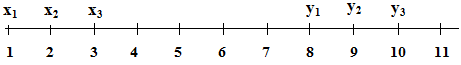 x₁ x₂ x₃ y₁ y₂ y₃
1 2 3 4 5 6 7 8 9 10 11